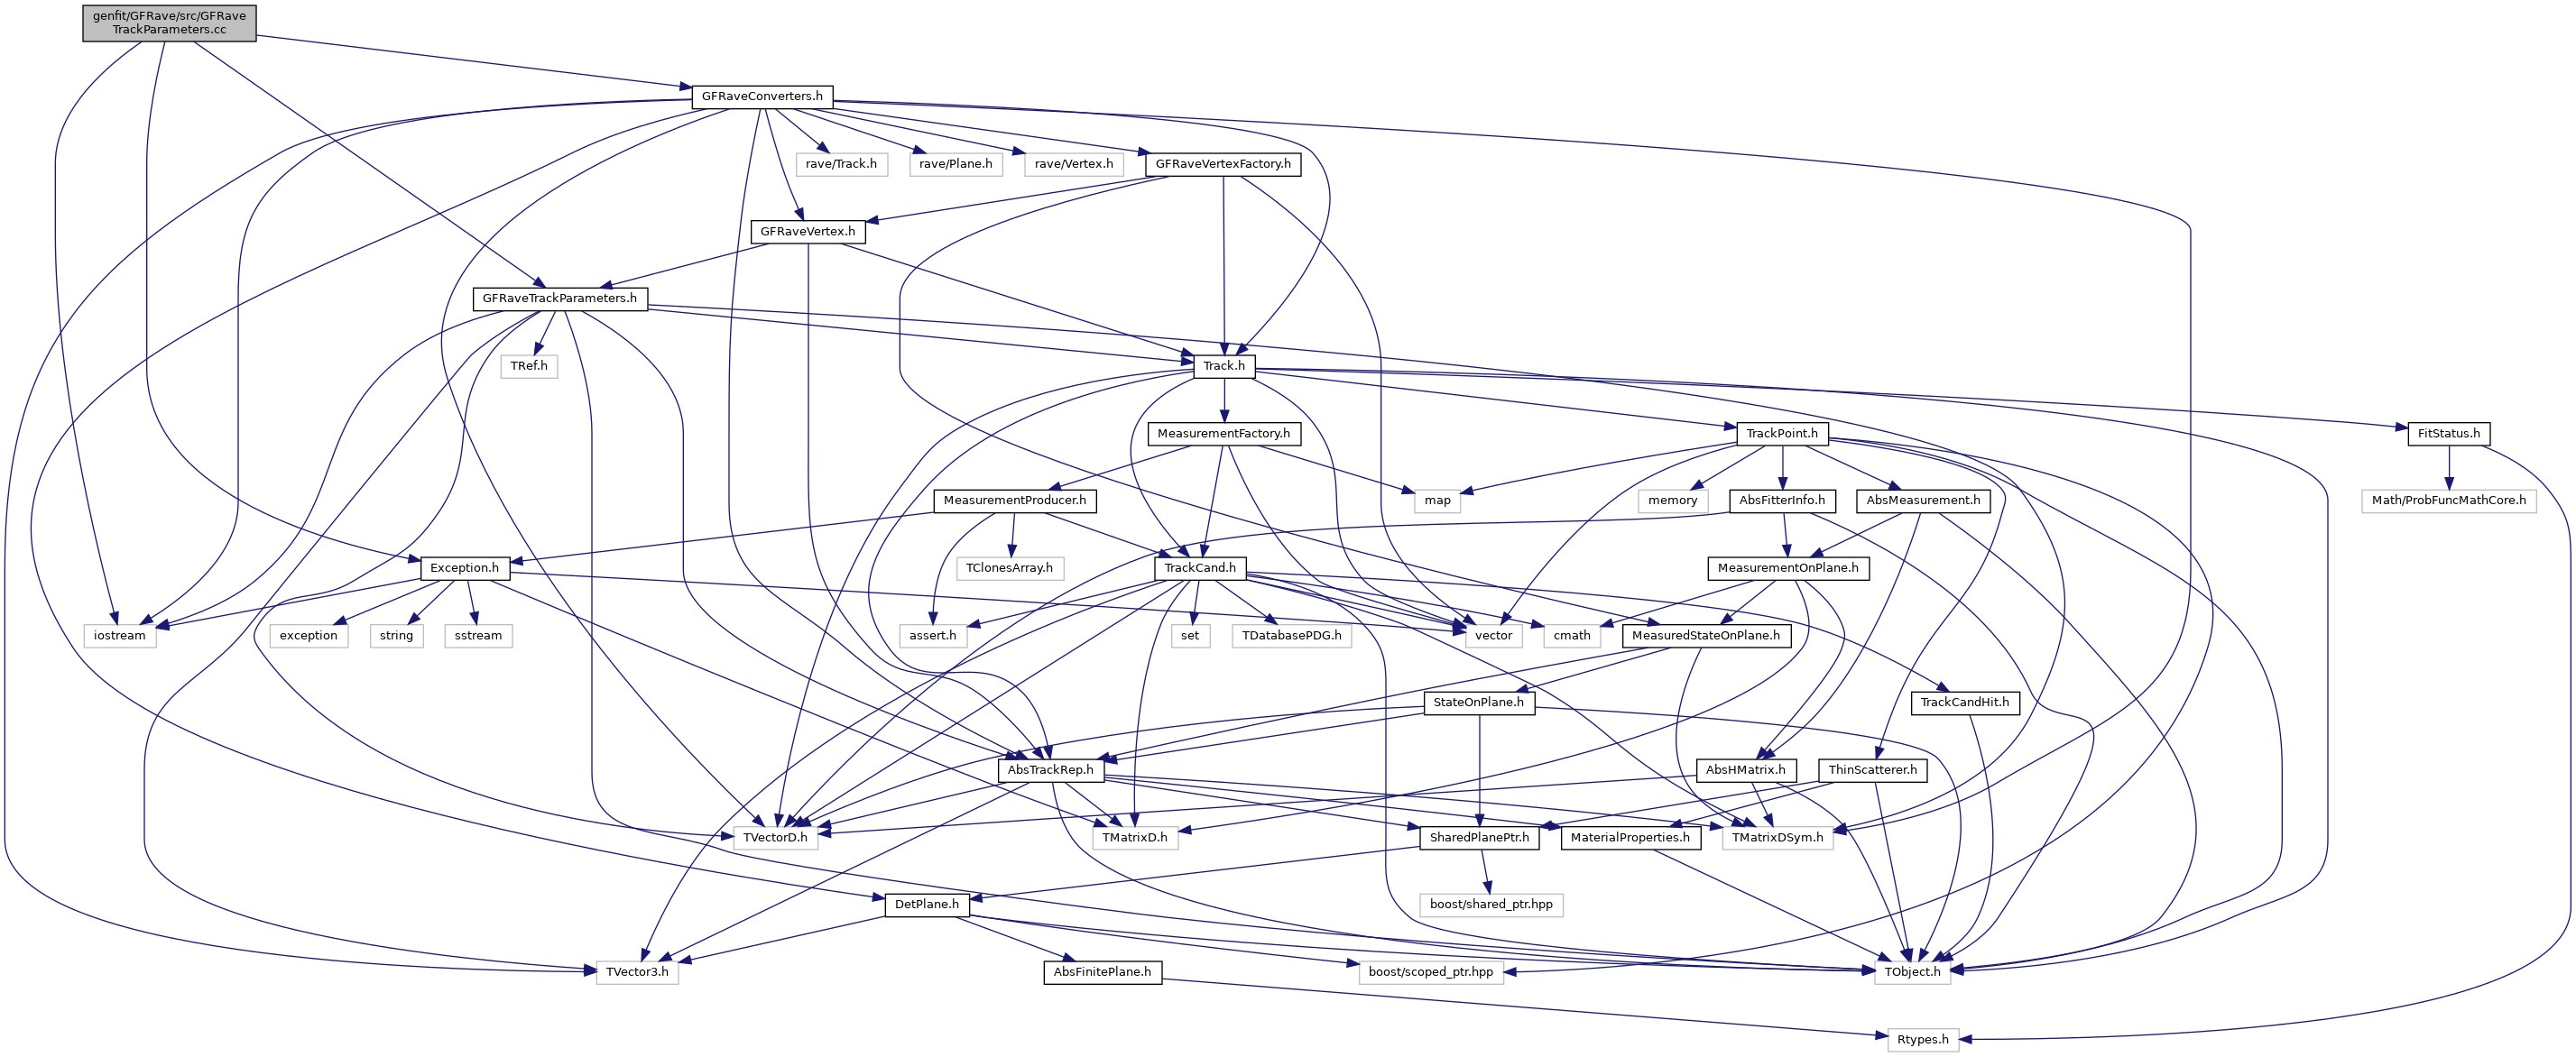 genfit/GFRave/src/GFRave
TrackParameters.cc
GFRaveConverters.h
rave/Track.h
rave/Plane.h
rave/Vertex.h
GFRaveVertexFactory.h
GFRaveVertex.h
GFRaveTrackParameters.h
TRef.h
Track.h
MeasurementFactory.h
TrackPoint.h
FitStatus.h
MeasurementProducer.h
map
memory
AbsFitterInfo.h
AbsMeasurement.h
Math/ProbFuncMathCore.h
Exception.h
TClonesArray.h
TrackCand.h
MeasurementOnPlane.h
iostream
exception
string
sstream
assert.h
set
TDatabasePDG.h
vector
cmath
MeasuredStateOnPlane.h
StateOnPlane.h
TrackCandHit.h
AbsTrackRep.h
AbsHMatrix.h
ThinScatterer.h
TVectorD.h
TMatrixD.h
SharedPlanePtr.h
MaterialProperties.h
TMatrixDSym.h
DetPlane.h
boost/shared_ptr.hpp
TVector3.h
AbsFinitePlane.h
boost/scoped_ptr.hpp
TObject.h
Rtypes.h